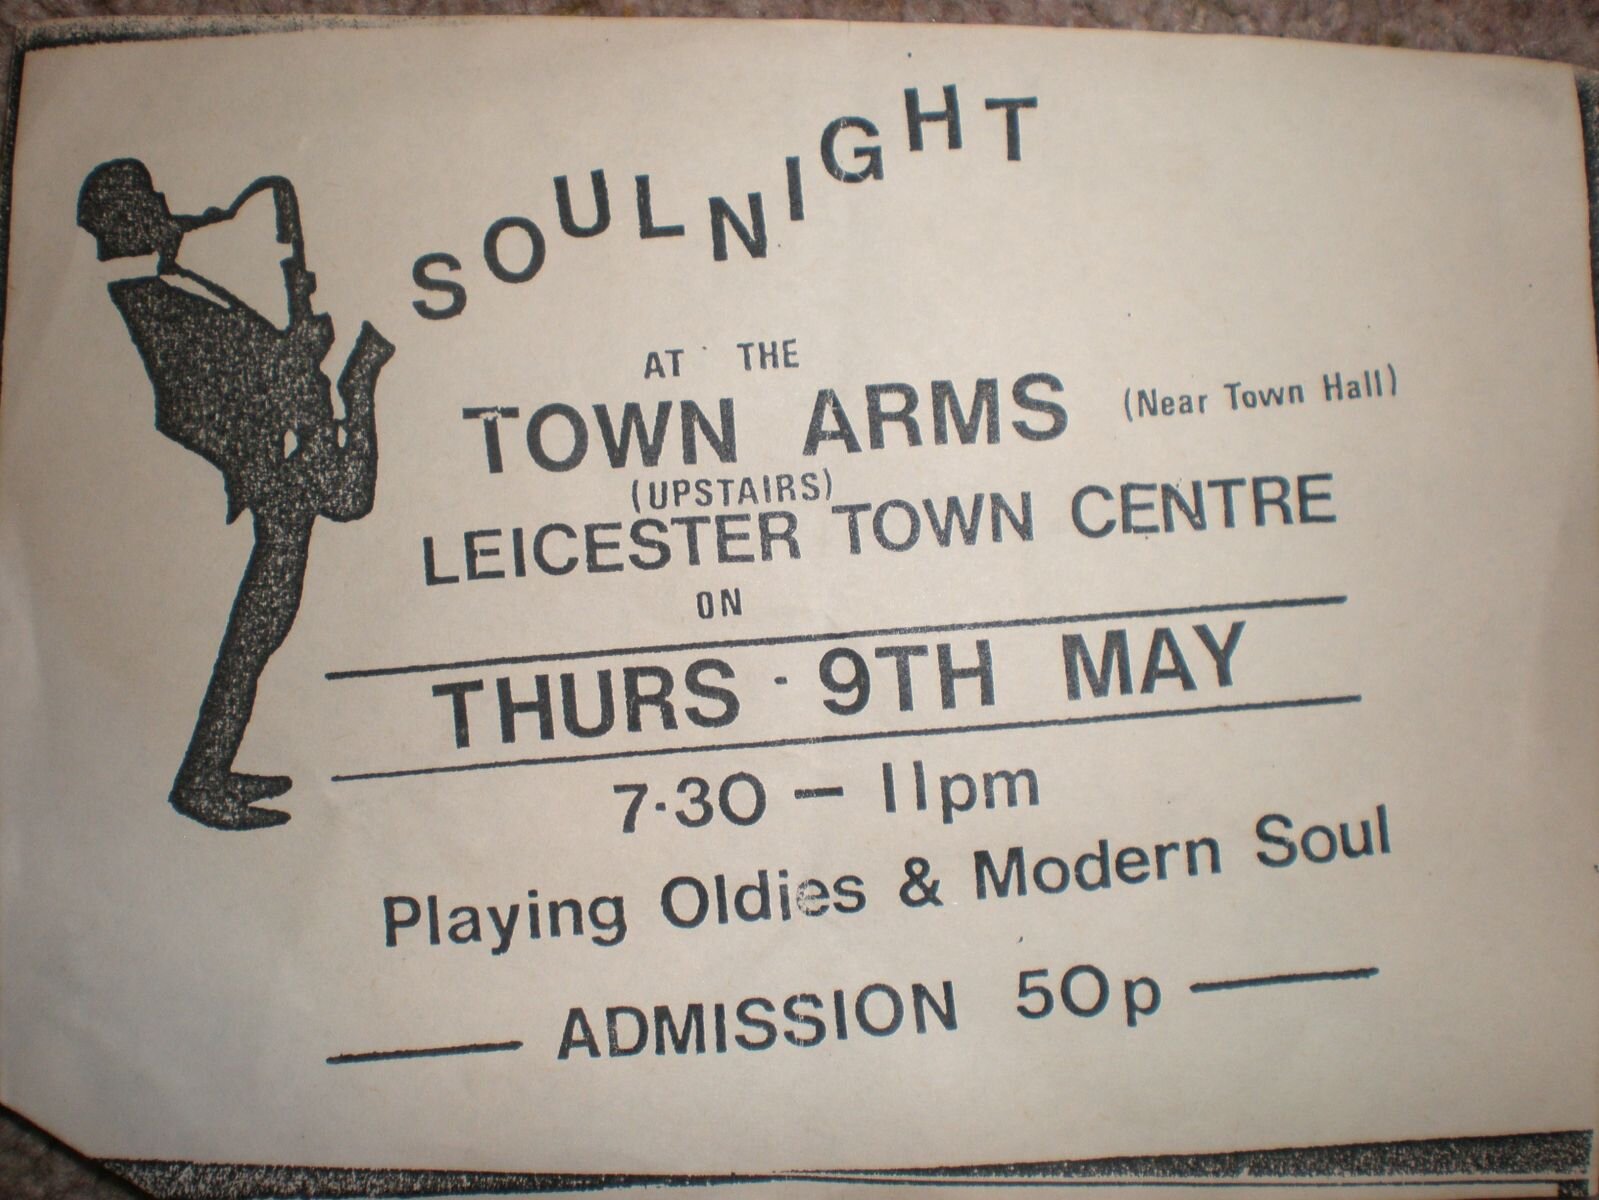 SOULNIGHT
AT THE
TOWN ARMS (Near Town Hall)
(UPSTAIRS)
LEICESTER TOWN CENTRE
ON
THURS · 9TH MAY
7·30 — 11pm
Playing Oldies & Modern Soul
ADMISSION 50p